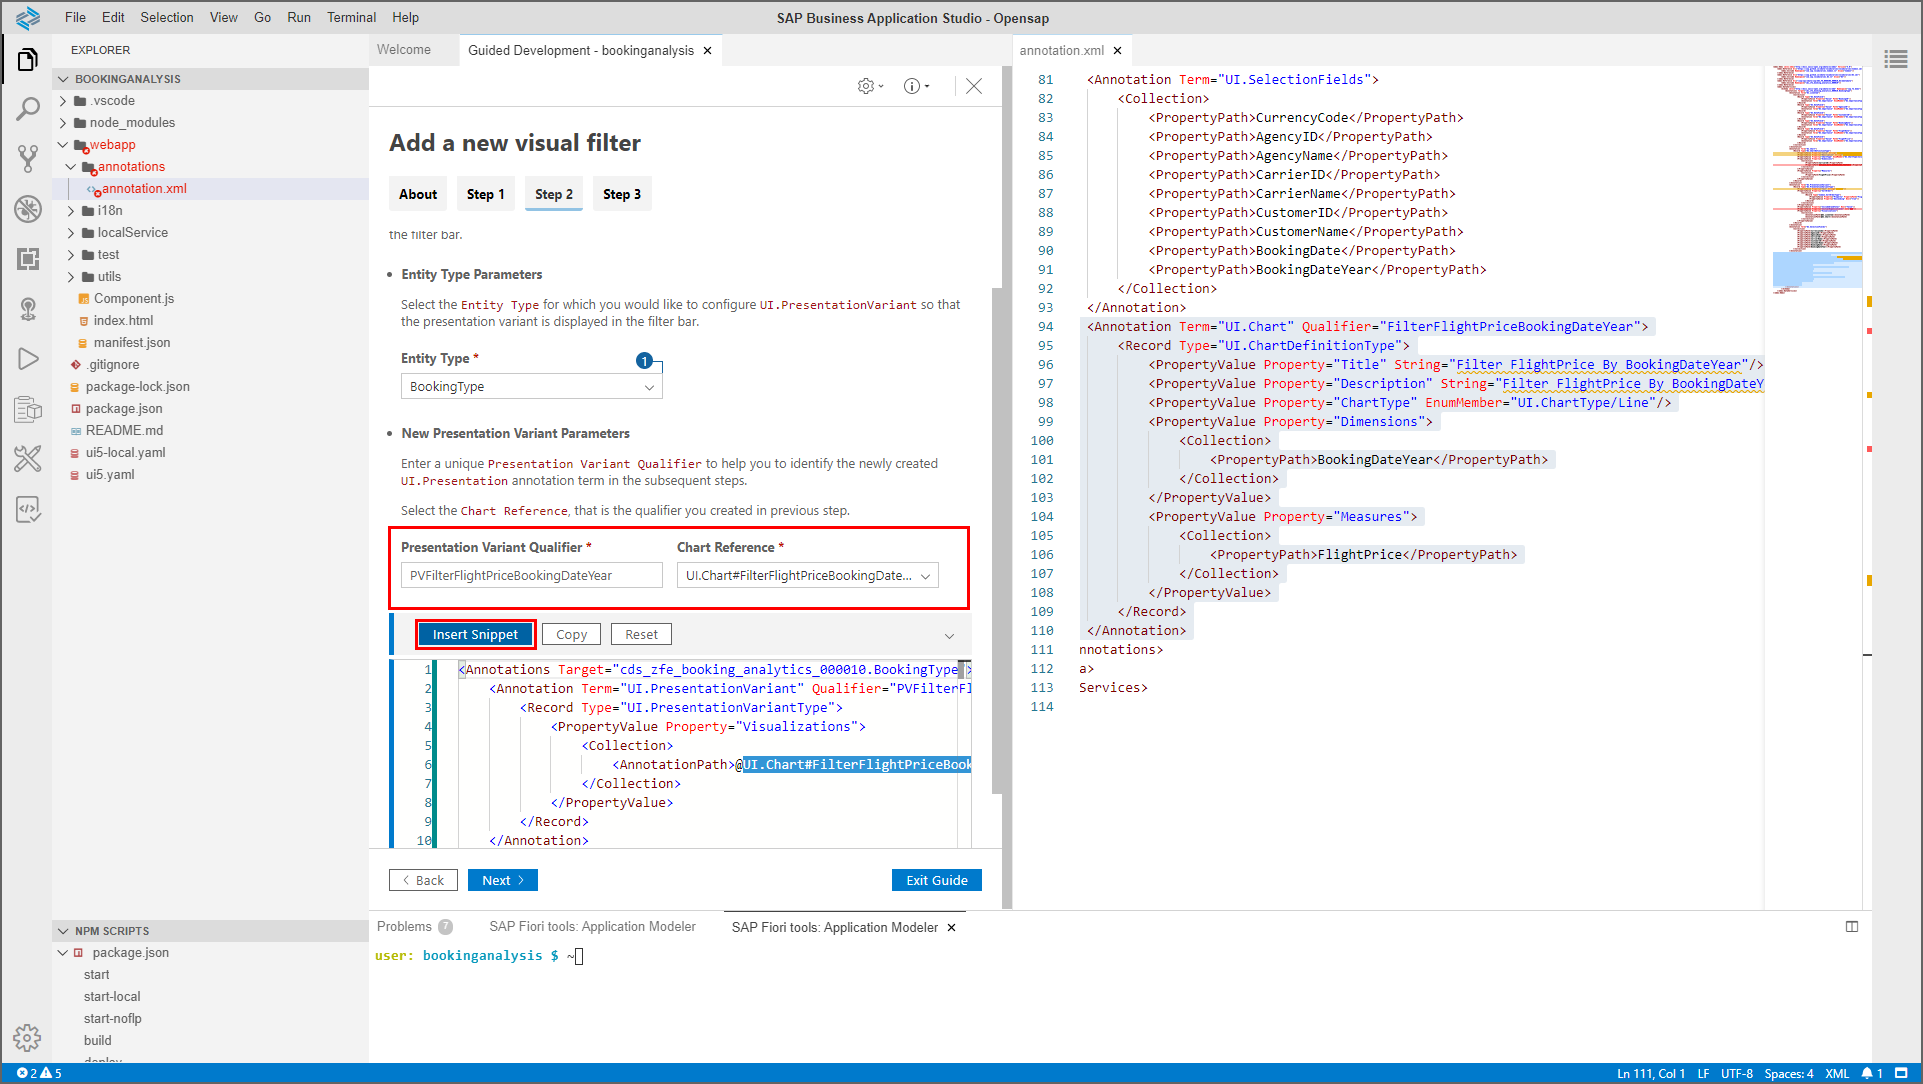 File Edit Selection View Go Run Terminal Help
SAP Business Application Studio - Opensap
EXPLORER
BOOKINGANALYSIS
.vscode
node_modules
webapp
annotations
annotation.xml
i18n
localService
test
utils
Component.js
index.html
manifest.json
.gitignore
package-lock.json
package.json
README.md
ui5-local.yaml
ui5.yaml
NPM SCRIPTS
package.json
start
start-local
start-noflp
build
deploy
Welcome
Guided Development - bookinganalysis
Add a new visual filter
About Step 1 Step 2 Step 3
the filter bar.
Entity Type Parameters
Select the Entity Type for which you would like to configure UI.PresentationVariant so that
the presentation variant is displayed in the filter bar.
Entity Type *
1
BookingType
New Presentation Variant Parameters
Enter a unique Presentation Variant Qualifier to help you to identify the newly created
UI.Presentation annotation term in the subsequent steps.
Select the Chart Reference, that is the qualifier you created in previous step.
Presentation Variant Qualifier * Chart Reference *
PVFilterFlightPriceBookingDateYear UI.Chart#FilterFlightPriceBookingDate...
Insert Snippet Copy Reset
1 <Annotations Target="cds_zfe_booking_analytics_000010.BookingType">
2 <Annotation Term="UI.PresentationVariant" Qualifier="PVFilterFl
3 <Record Type="UI.PresentationVariantType">
4 <PropertyValue Property="Visualizations">
5 <Collection>
6 <AnnotationPath>@UI.Chart#FilterFlightPriceBook
7 </Collection>
8 </PropertyValue>
9 </Record>
10 </Annotation>
Back Next Exit Guide
annotation.xml
81 <Annotation Term="UI.SelectionFields">
82 <Collection>
83 <PropertyPath>CurrencyCode</PropertyPath>
84 <PropertyPath>AgencyID</PropertyPath>
85 <PropertyPath>AgencyName</PropertyPath>
86 <PropertyPath>CarrierID</PropertyPath>
87 <PropertyPath>CarrierName</PropertyPath>
88 <PropertyPath>CustomerID</PropertyPath>
89 <PropertyPath>CustomerName</PropertyPath>
90 <PropertyPath>BookingDate</PropertyPath>
91 <PropertyPath>BookingDateYear</PropertyPath>
92 </Collection>
93 </Annotation>
94 <Annotation Term="UI.Chart" Qualifier="FilterFlightPriceBookingDateYear">
95 <Record Type="UI.ChartDefinitionType">
96 <PropertyValue Property="Title" String="Filter FlightPrice By BookingDateYear"/>
97 <PropertyValue Property="Description" String="Filter FlightPrice By BookingDateY
98 <PropertyValue Property="ChartType" EnumMember="UI.ChartType/Line"/>
99 <PropertyValue Property="Dimensions">
100 <Collection>
101 <PropertyPath>BookingDateYear</PropertyPath>
102 </Collection>
103 </PropertyValue>
104 <PropertyValue Property="Measures">
105 <Collection>
106 <PropertyPath>FlightPrice</PropertyPath>
107 </Collection>
108 </PropertyValue>
109 </Record>
110 </Annotation>
111 nnotations>
112 a>
113 Services>
114
Problems 7 SAP Fiori tools: Application Modeler SAP Fiori tools: Application Modeler
user: bookinganalysis $ ~
2 5
Ln 111, Col 1 LF UTF-8 Spaces: 4 XML 1